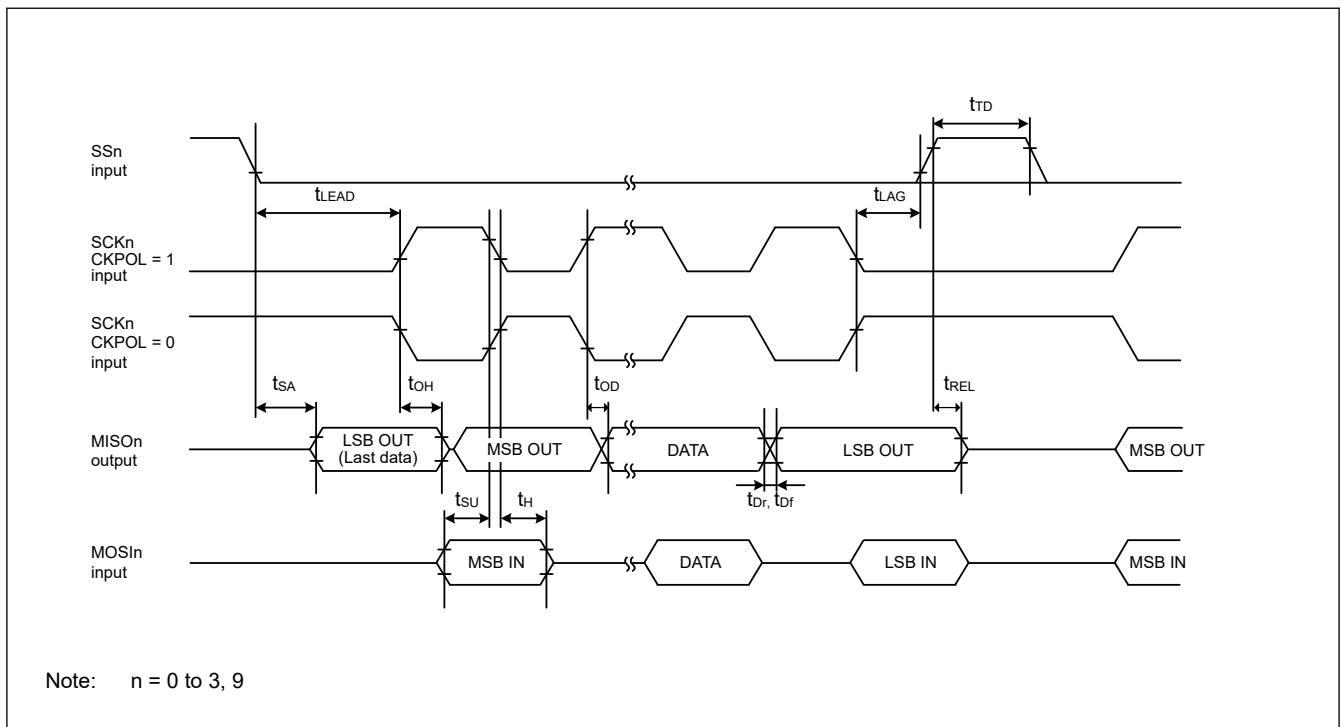 tTD
SSn
input
tLEAD
tLAG
SCKn
CKPOL = 1
input
SCKn
CKPOL = 0
input
tSA
tOH
tOD
tREL
MISOn
output
LSB OUT
(Last data)
MSB OUT
DATA
LSB OUT
MSB OUT
tSU
tH
tDr, tDf
MOSIn
input
MSB IN
DATA
LSB IN
MSB IN
Note: n = 0 to 3, 9